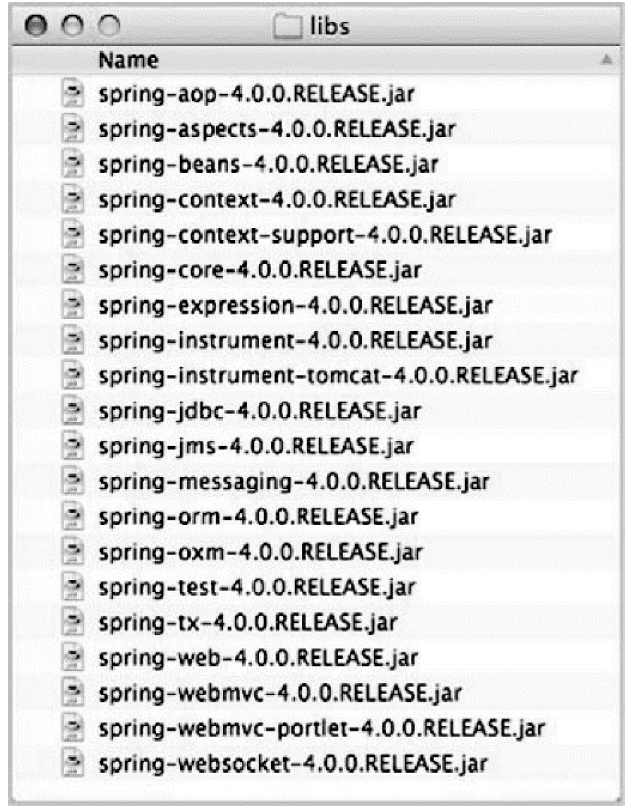 libs
Name
spring-aop-4.0.0.RELEASE.jar
spring-aspects-4.0.0.RELEASE.jar
spring-beans-4.0.0.RELEASE.jar
spring-context-4.0.0.RELEASE.jar
spring-context-support-4.0.0.RELEASE.jar
spring-core-4.0.0.RELEASE.jar
spring-expression-4.0.0.RELEASE.jar
spring-instrument-4.0.0.RELEASE.jar
spring-instrument-tomcat-4.0.0.RELEASE.jar
spring-jdbc-4.0.0.RELEASE.jar
spring-jms-4.0.0.RELEASE.jar
spring-messaging-4.0.0.RELEASE.jar
spring-orm-4.0.0.RELEASE.jar
spring-oxm-4.0.0.RELEASE.jar
spring-test-4.0.0.RELEASE.jar
spring-tx-4.0.0.RELEASE.jar
spring-web-4.0.0.RELEASE.jar
spring-webmvc-4.0.0.RELEASE.jar
spring-webmvc-portlet-4.0.0.RELEASE.jar
spring-websocket-4.0.0.RELEASE.jar